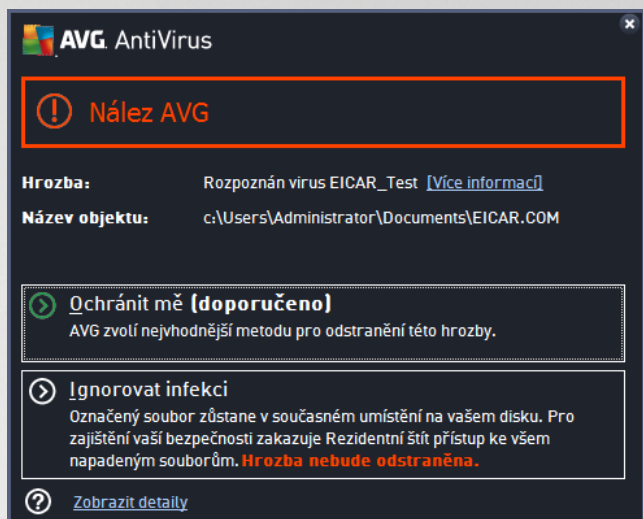 AVG. AntiVirus
Nález AVG
Hrozba: Rozpoznán virus EICAR_Test [Více informací]
Název objektu: c:\Users\Administrator\Documents\EICAR.COM
Ochránit mě (doporučeno)
AVG zvolí nejvhodnější metodu pro odstranění této hrozby.
Ignorovat infekci
Označený soubor zůstane v současném umístění na vašem disku. Pro
zajištění vaší bezpečnosti zakazuje Rezidentní štít přístup ke všem
napadeným souborům. Hrozba nebude odstraněna.
Zobrazit detaily